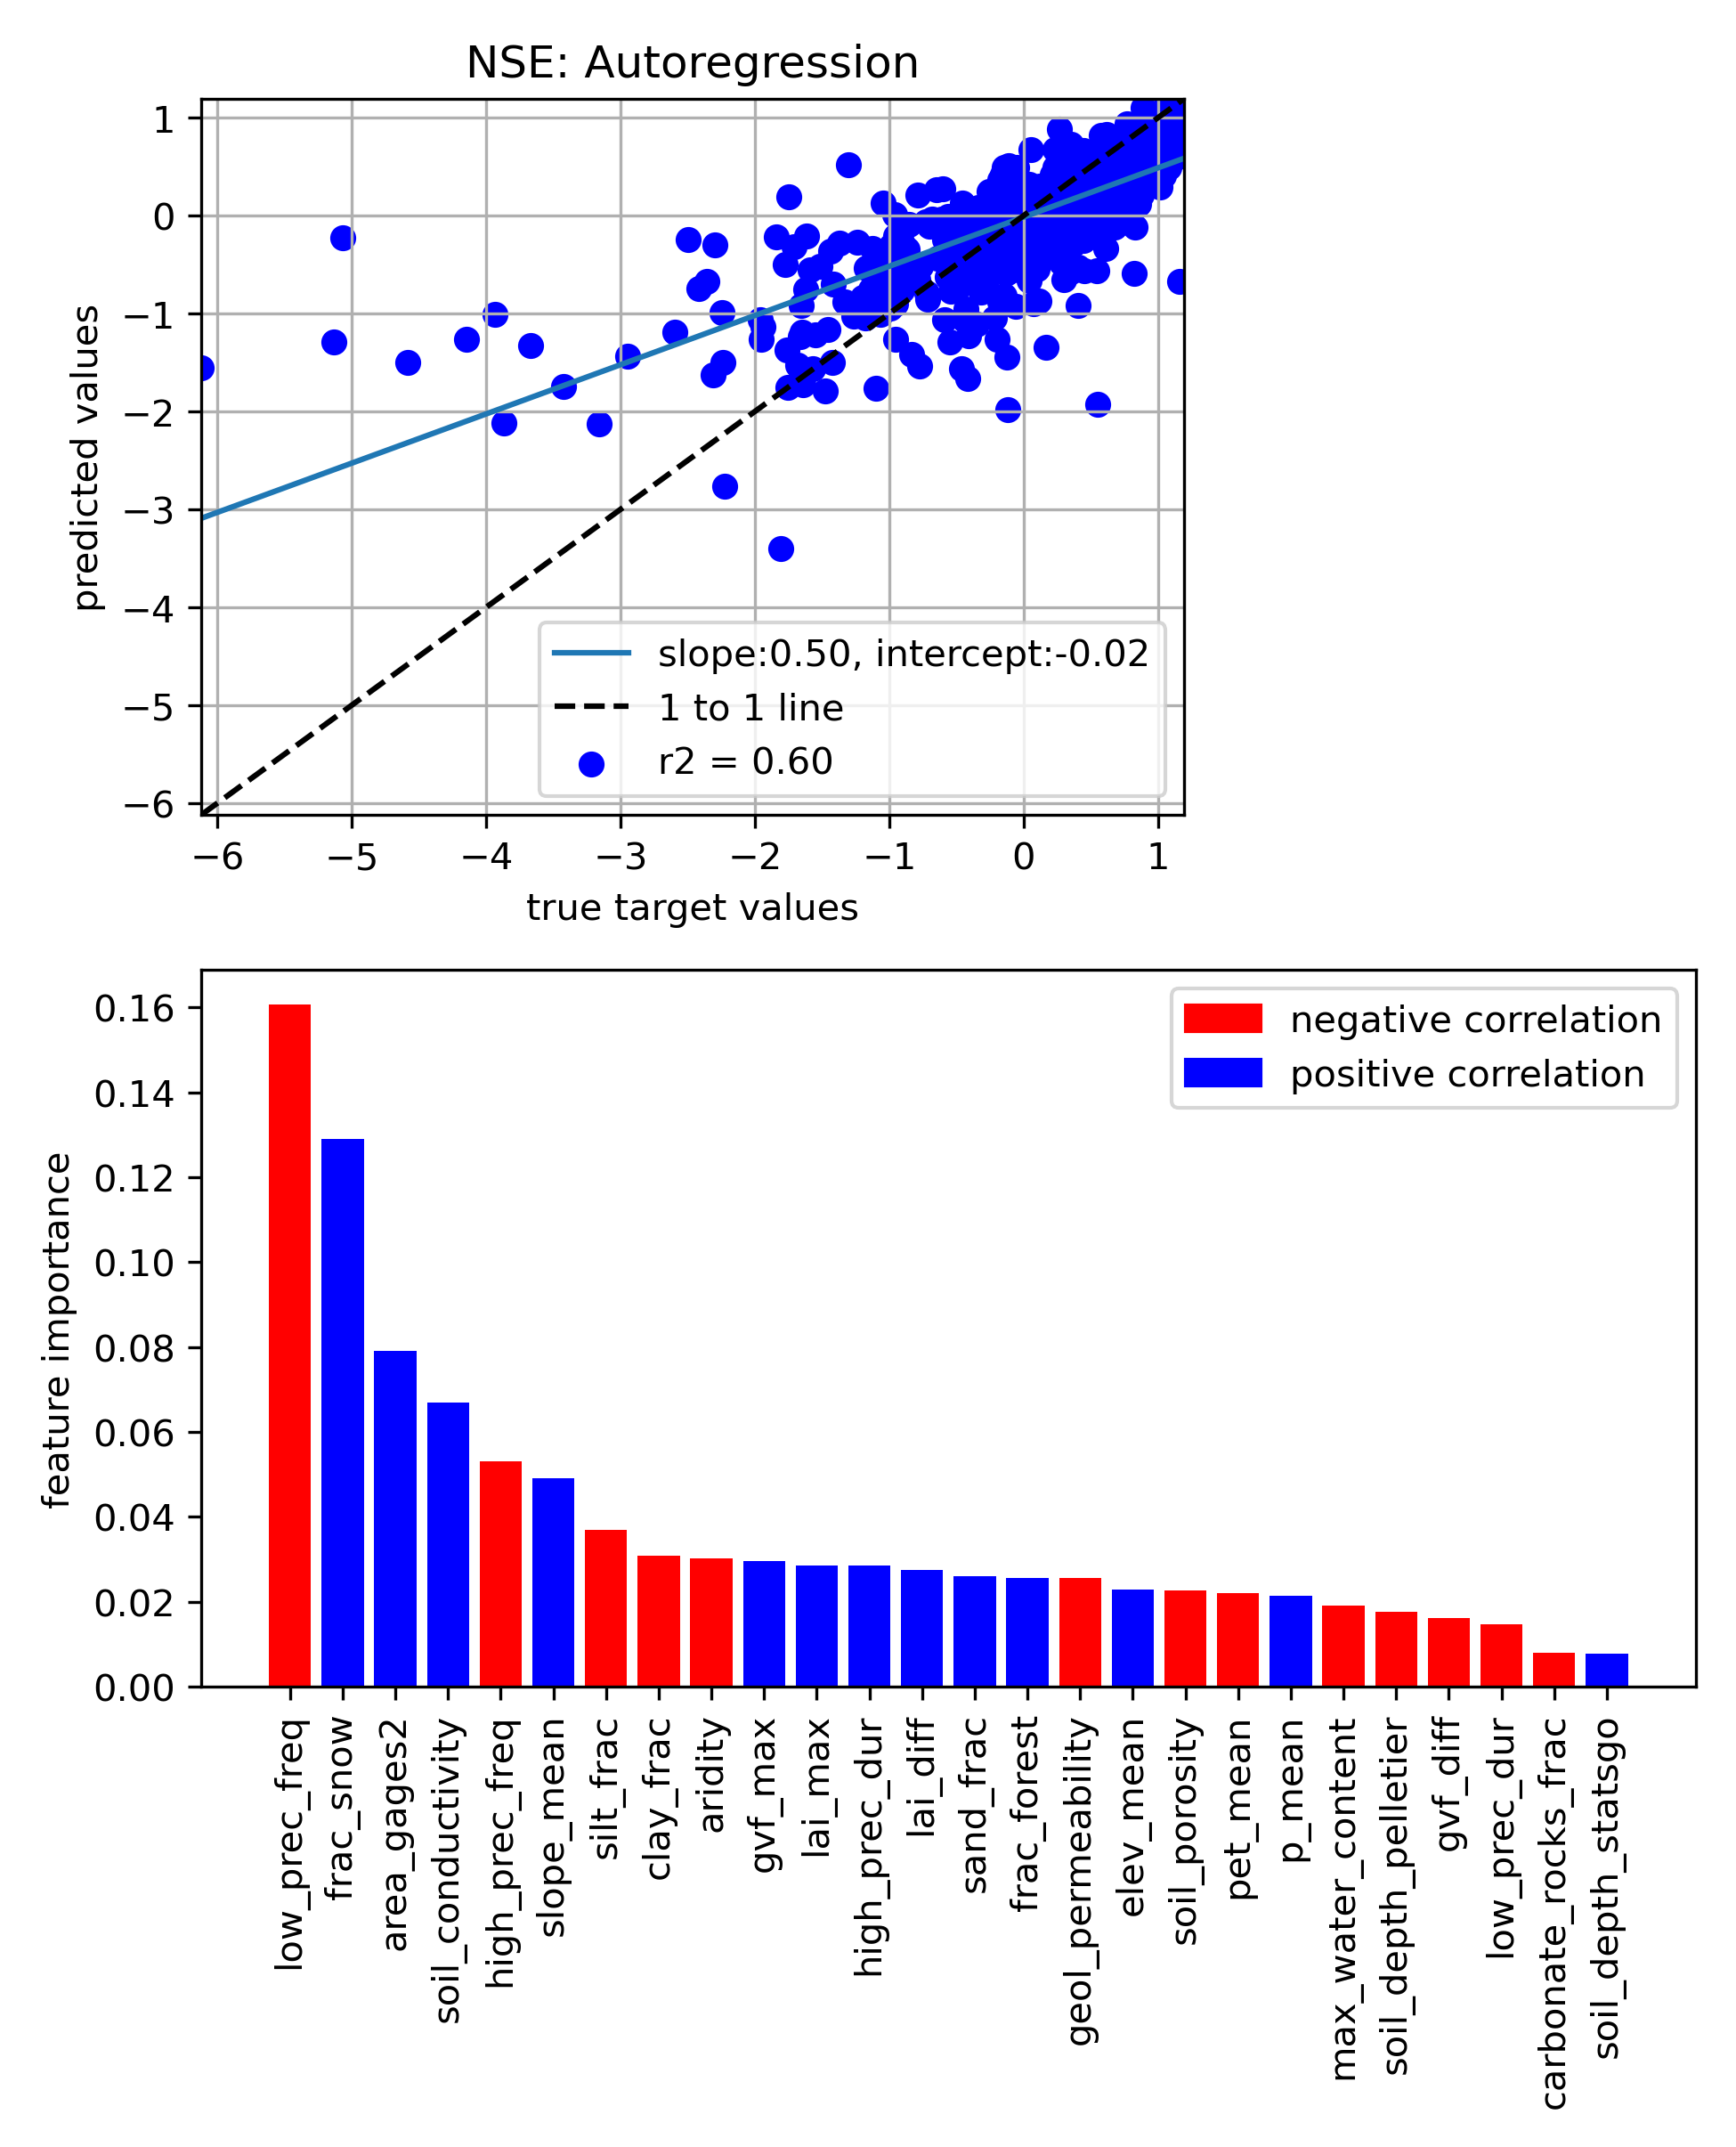 NSE: Autoregression
1
0
−1
−2
−3
−4
−5
−6
predicted values
slope:0.50, intercept:-0.02
1 to 1 line
r2 = 0.60
−6 −5 −4 −3 −2 −1 0 1
true target values
0.16
0.14
0.12
0.10
0.08
0.06
0.04
0.02
0.00
feature importance
negative correlation
positive correlation
low_prec_freq
frac_snow
area_gages2
soil_conductivity
high_prec_freq
slope_mean
silt_frac
clay_frac
aridity
gvf_max
lai_max
high_prec_dur
lai_diff
sand_frac
frac_forest
geol_permeability
elev_mean
soil_porosity
pet_mean
p_mean
max_water_content
soil_depth_pelletier
gvf_diff
low_prec_dur
carbonate_rocks_frac
soil_depth_statsgo